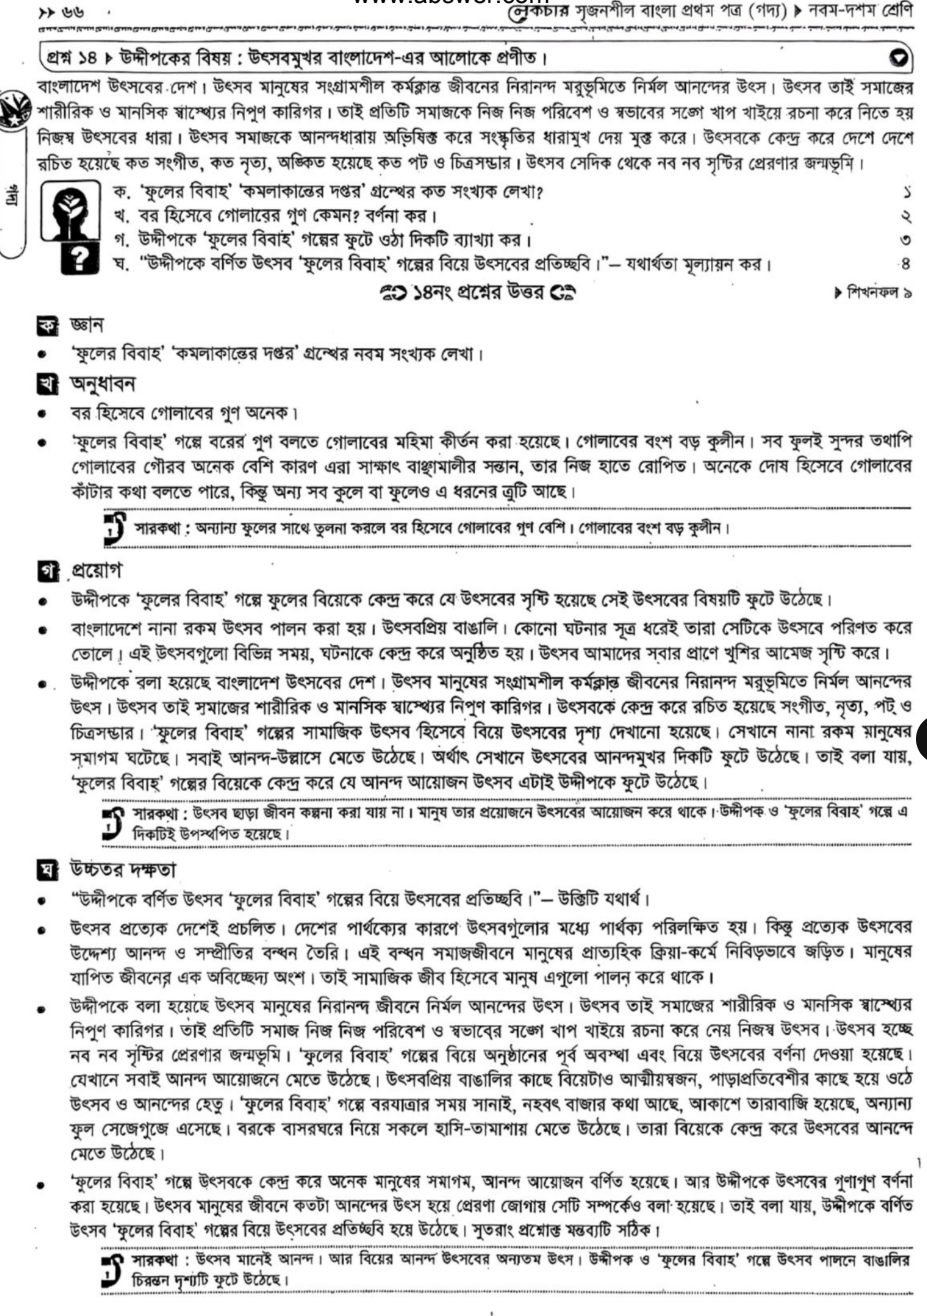 www.abswer.com
›› ৬৬
লেকচার সৃজনশীল বাংলা প্রথম পত্র (গদ্য) ▶ নবম-দশম শ্রেণি
প্রশ্ন ১৪ ▶ উদ্দীপকের বিষয় : উৎসবমুখর বাংলাদেশ-এর আলোকে প্রণীত।
বাংলাদেশ উৎসবের দেশ। উৎসব মানুষের সংগ্রামশীল কর্মক্লান্ত জীবনের নিরানন্দ মরুভূমিতে নির্মল আনন্দের উৎস। উৎসব তাই সমাজের
শারীরিক ও মানসিক স্বাস্থ্যের নিপুণ কারিগর। তাই প্রতিটি সমাজকে নিজ নিজ পরিবেশ ও স্বভাবের সঙ্গে খাপ খাইয়ে রচনা করে নিতে হয়
নিজস্ব উৎসবের ধারা। উৎসব সমাজকে আনন্দধারায় অভিষিক্ত করে সংস্কৃতির ধারামুখ দেয় মুক্ত করে। উৎসবকে কেন্দ্র করে দেশে দেশে
রচিত হয়েছে কত সংগীত, কত নৃত্য, অঙ্কিত হয়েছে কত পট ও চিত্রসম্ভার। উৎসব সেদিক থেকে নব নব সৃষ্টির প্রেরণার জন্মভূমি।
গদ্য
ক. ‘ফুলের বিবাহ’ ‘কমলাকান্তের দপ্তর’ গ্রন্থের কত সংখ্যক লেখা? ১
খ. বর হিসেবে গোলাবের গুণ কেমন? বর্ণনা কর। ২
গ. উদ্দীপকে ‘ফুলের বিবাহ’ গল্পের ফুটে ওঠা দিকটি ব্যাখ্যা কর। ৩
ঘ. “উদ্দীপকে বর্ণিত উৎসব ‘ফুলের বিবাহ’ গল্পের বিয়ে উৎসবের প্রতিচ্ছবি।”– যথার্থতা মূল্যায়ন কর। ৪
১৪নং প্রশ্নের উত্তর
▶ শিখনফল ৯
ক জ্ঞান
● ‘ফুলের বিবাহ’ ‘কমলাকান্তের দপ্তর’ গ্রন্থের নবম সংখ্যক লেখা।
খ অনুধাবন
● বর হিসেবে গোলাবের গুণ অনেক।
● ‘ফুলের বিবাহ’ গল্পে বরের গুণ বলতে গোলাবের মহিমা কীর্তন করা হয়েছে। গোলাবের বংশ বড় কুলীন। সব ফুলই সুন্দর তথাপি
গোলাবের গৌরব অনেক বেশি কারণ এরা সাক্ষাৎ বাঞ্ছামালীর সন্তান, তার নিজ হাতে রোপিত। অনেকে দোষ হিসেবে গোলাবের
কাঁটার কথা বলতে পারে, কিন্তু অন্য সব কুলে বা ফুলেও এ ধরনের ত্রুটি আছে।
সারকথা : অন্যান্য ফুলের সাথে তুলনা করলে বর হিসেবে গোলাবের গুণ বেশি। গোলাবের বংশ বড় কুলীন।
গ প্রয়োগ
● উদ্দীপকে ‘ফুলের বিবাহ’ গল্পে ফুলের বিয়েকে কেন্দ্র করে যে উৎসবের সৃষ্টি হয়েছে সেই উৎসবের বিষয়টি ফুটে উঠেছে।
● বাংলাদেশে নানা রকম উৎসব পালন করা হয়। উৎসবপ্রিয় বাঙালি। কোনো ঘটনার সূত্র ধরেই তারা সেটিকে উৎসবে পরিণত করে
তোলে। এই উৎসবগুলো বিভিন্ন সময়, ঘটনাকে কেন্দ্র করে অনুষ্ঠিত হয়। উৎসব আমাদের সবার প্রাণে খুশির আমেজ সৃষ্টি করে।
● উদ্দীপকে বলা হয়েছে বাংলাদেশ উৎসবের দেশ। উৎসব মানুষের সংগ্রামশীল কর্মক্লান্ত জীবনের নিরানন্দ মরুভূমিতে নির্মল আনন্দের
উৎস। উৎসব তাই সমাজের শারীরিক ও মানসিক স্বাস্থ্যের নিপুণ কারিগর। উৎসবকে কেন্দ্র করে রচিত হয়েছে সংগীত, নৃত্য, পট ও
চিত্রসম্ভার। ‘ফুলের বিবাহ’ গল্পের সামাজিক উৎসব হিসেবে বিয়ে উৎসবের দৃশ্য দেখানো হয়েছে। সেখানে নানা রকম মানুষের
সমাগম ঘটেছে। সবাই আনন্দ-উল্লাসে মেতে উঠেছে। অর্থাৎ সেখানে উৎসবের আনন্দমুখর দিকটি ফুটে উঠেছে। তাই বলা যায়,
‘ফুলের বিবাহ’ গল্পের বিয়েকে কেন্দ্র করে যে আনন্দ আয়োজন উৎসব এটাই উদ্দীপকে ফুটে উঠেছে।
সারকথা : উৎসব ছাড়া জীবন কল্পনা করা যায় না। মানুষ তার প্রয়োজনে উৎসবের আয়োজন করে থাকে। উদ্দীপক ও ‘ফুলের বিবাহ’ গল্পে এ
দিকটিই উপস্থাপিত হয়েছে।
ঘ উচ্চতর দক্ষতা
● “উদ্দীপকে বর্ণিত উৎসব ‘ফুলের বিবাহ’ গল্পের বিয়ে উৎসবের প্রতিচ্ছবি।”– উক্তিটি যথার্থ।
● উৎসব প্রত্যেক দেশেই প্রচলিত। দেশের পার্থক্যের কারণে উৎসবগুলোর মধ্যে পার্থক্য পরিলক্ষিত হয়। কিন্তু প্রত্যেক উৎসবের
উদ্দেশ্য আনন্দ ও সম্প্রীতির বন্ধন তৈরি। এই বন্ধন সমাজজীবনে মানুষের প্রাত্যহিক ক্রিয়া-কর্মে নিবিড়ভাবে জড়িত। মানুষের
যাপিত জীবনের এক অবিচ্ছেদ্য অংশ। তাই সামাজিক জীব হিসেবে মানুষ এগুলো পালন করে থাকে।
● উদ্দীপকে বলা হয়েছে উৎসব মানুষের নিরানন্দ জীবনে নির্মল আনন্দের উৎস। উৎসব তাই সমাজের শারীরিক ও মানসিক স্বাস্থ্যের
নিপুণ কারিগর। তাই প্রতিটি সমাজ নিজ নিজ পরিবেশ ও স্বভাবের সঙ্গে খাপ খাইয়ে রচনা করে নেয় নিজস্ব উৎসব। উৎসব হচ্ছে
নব নব সৃষ্টির প্রেরণার জন্মভূমি। ‘ফুলের বিবাহ’ গল্পের বিয়ে অনুষ্ঠানের পূর্ব অবস্থা এবং বিয়ে উৎসবের বর্ণনা দেওয়া হয়েছে।
যেখানে সবাই আনন্দ আয়োজনে মেতে উঠেছে। উৎসবপ্রিয় বাঙালির কাছে বিয়েটাও আত্মীয়স্বজন, পাড়াপ্রতিবেশীর কাছে হয়ে ওঠে
উৎসব ও আনন্দের হেতু। ‘ফুলের বিবাহ’ গল্পে বরযাত্রার সময় সানাই, নহবৎ বাজার কথা আছে, আকাশে তারাবাজি হয়েছে, অন্যান্য
ফুল সেজেগুজে এসেছে। বরকে বাসরঘরে নিয়ে সকলে হাসি-তামাশায় মেতে উঠেছে। তারা বিয়েকে কেন্দ্র করে উৎসবের আনন্দে
মেতে উঠেছে।
● ‘ফুলের বিবাহ’ গল্পে উৎসবকে কেন্দ্র করে অনেক মানুষের সমাগম, আনন্দ আয়োজন বর্ণিত হয়েছে। আর উদ্দীপকে উৎসবের গুণাগুণ বর্ণনা
করা হয়েছে। উৎসব মানুষের জীবনে কতটা আনন্দের উৎস হয়ে প্রেরণা জোগায় সেটি সম্পর্কেও বলা হয়েছে। তাই বলা যায়, উদ্দীপকে বর্ণিত
উৎসব ‘ফুলের বিবাহ’ গল্পের বিয়ে উৎসবের প্রতিচ্ছবি হয়ে উঠেছে। সুতরাং প্রশ্নোক্ত মন্তব্যটি সঠিক।
সারকথা : উৎসব মানেই আনন্দ। আর বিয়ের আনন্দ উৎসবের অন্যতম উৎস। উদ্দীপক ও ‘ফুলের বিবাহ’ গল্পে উৎসব পালনে বাঙালির
চিরন্তন দৃশ্যটি ফুটে উঠেছে।